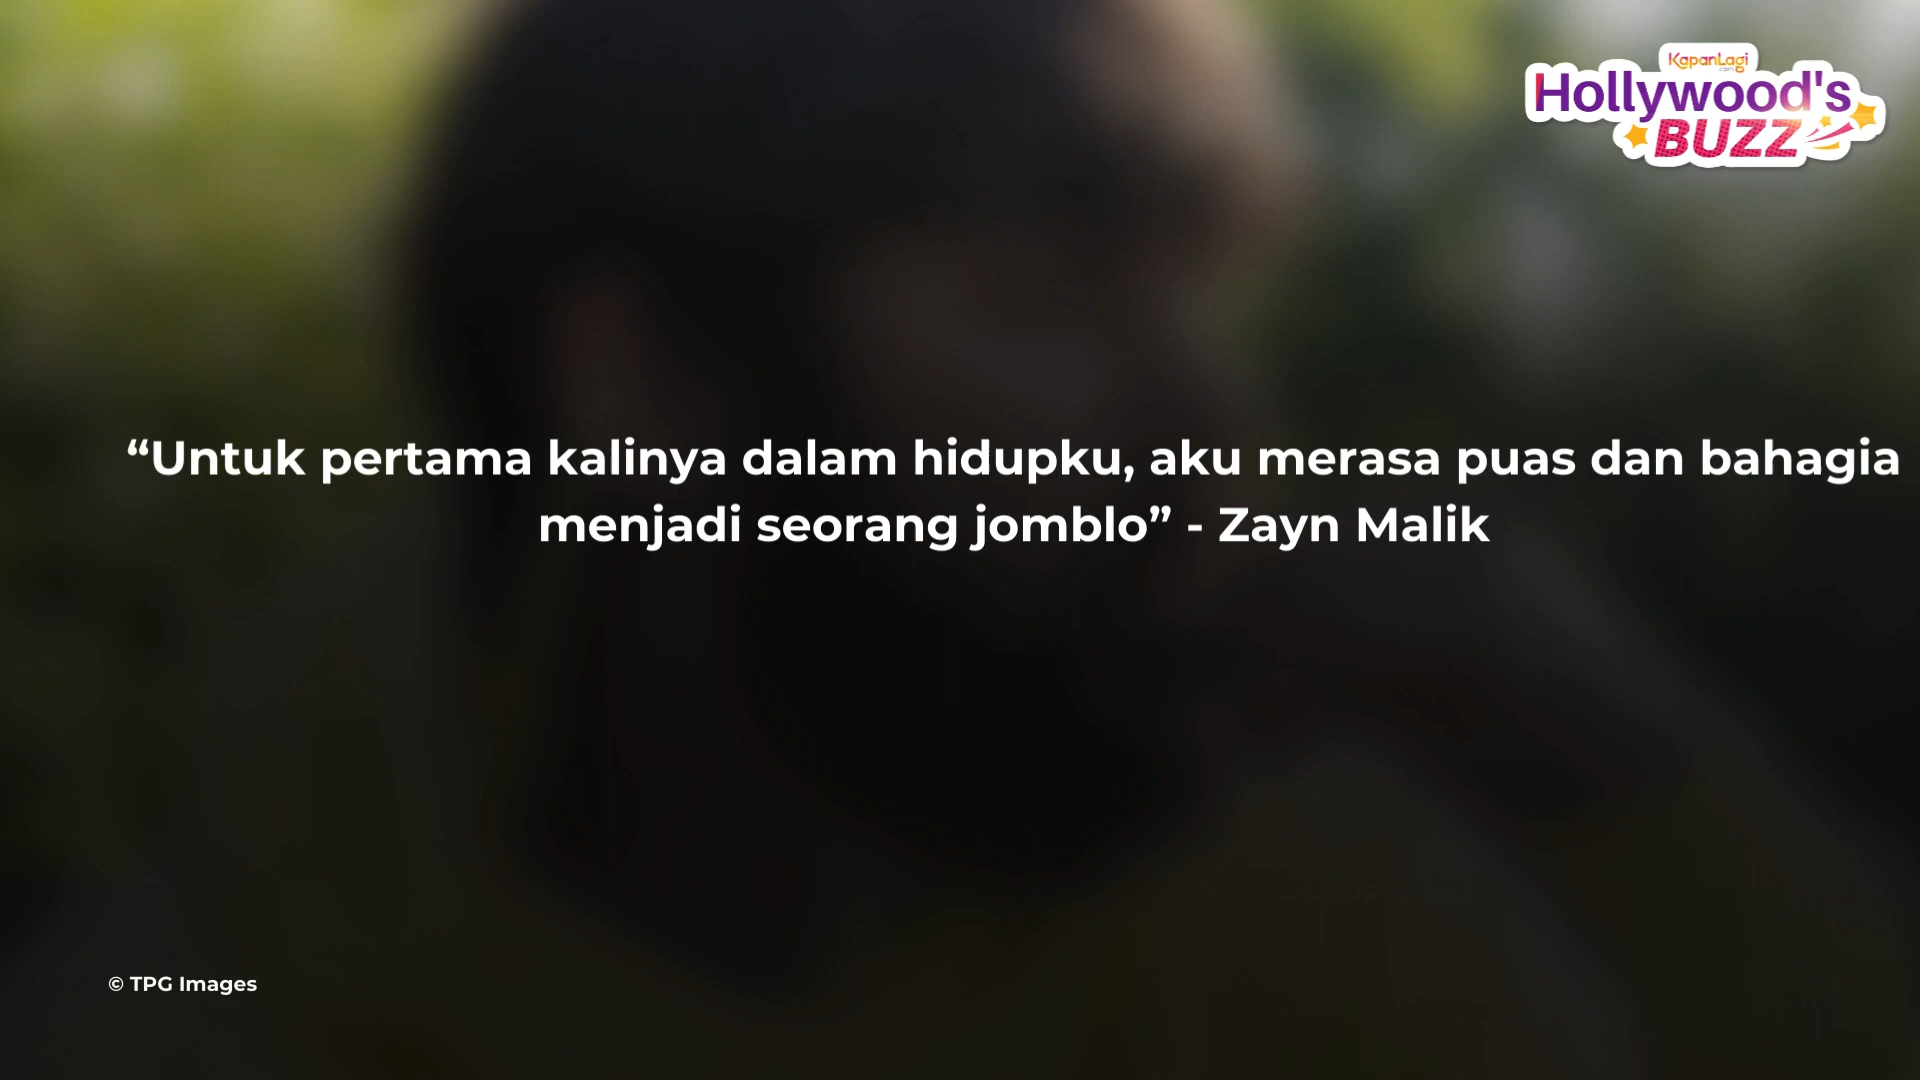 KapanLagi
.com
Hollywood's
BUZZ
“Untuk pertama kalinya dalam hidupku, aku merasa puas dan bahagia
menjadi seorang jomblo” - Zayn Malik
© TPG Images